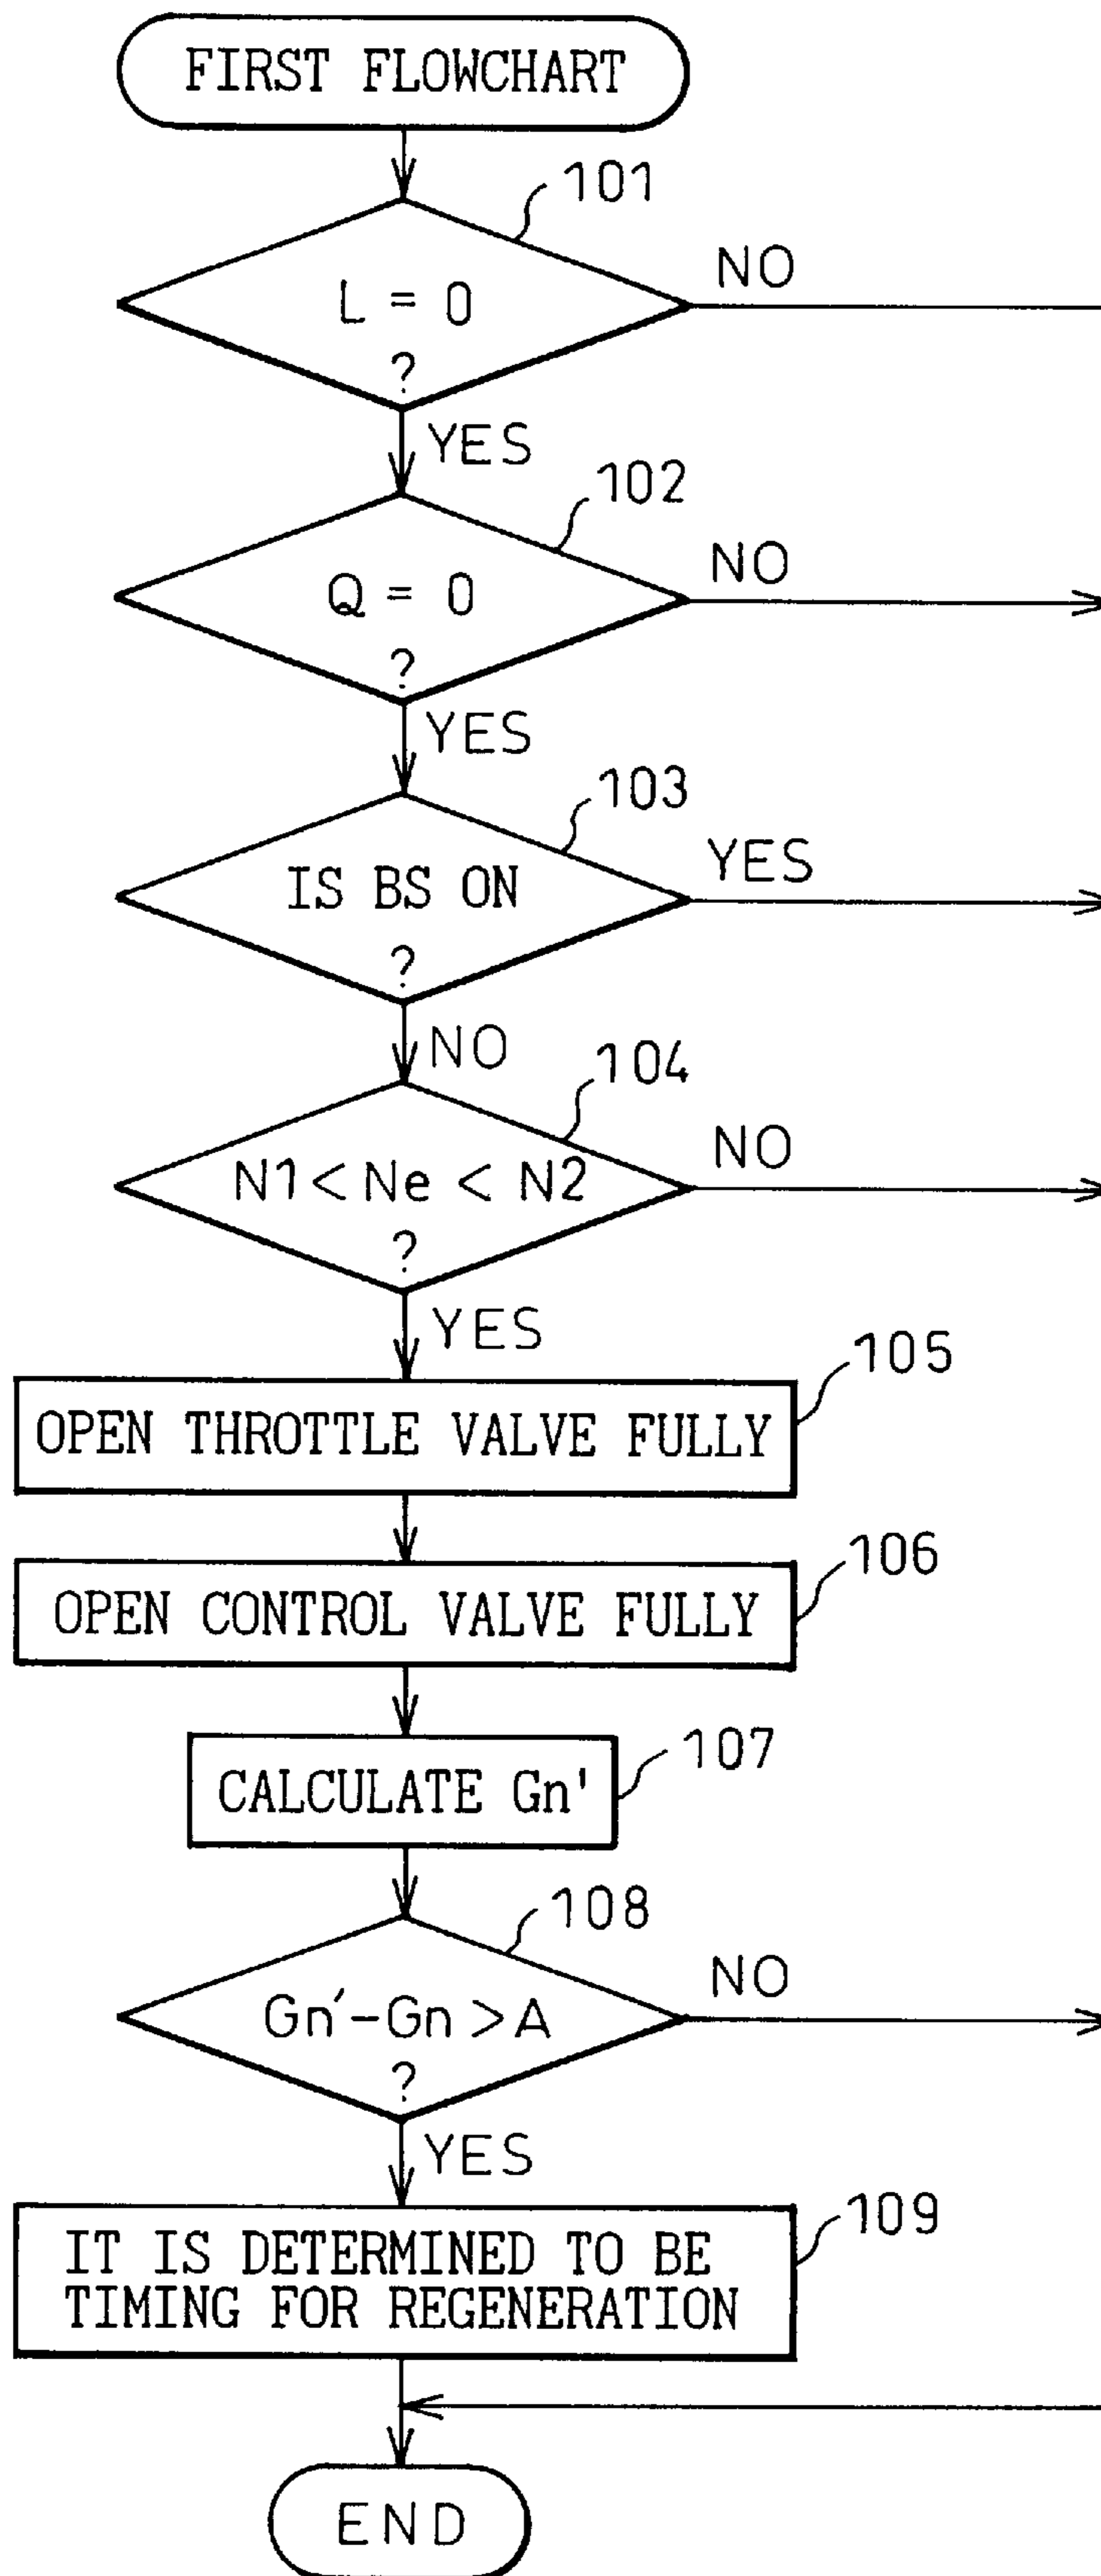 FIRST FLOWCHART
101
L = 0
?
NO
YES
102
Q = 0
?
NO
YES
103
IS BS ON
?
YES
NO
104
N1 < Ne < N2
?
NO
YES
105
OPEN THROTTLE VALVE FULLY
106
OPEN CONTROL VALVE FULLY
107
CALCULATE Gn'
108
Gn'-Gn > A
?
NO
YES
109
IT IS DETERMINED TO BE
TIMING FOR REGENERATION
END